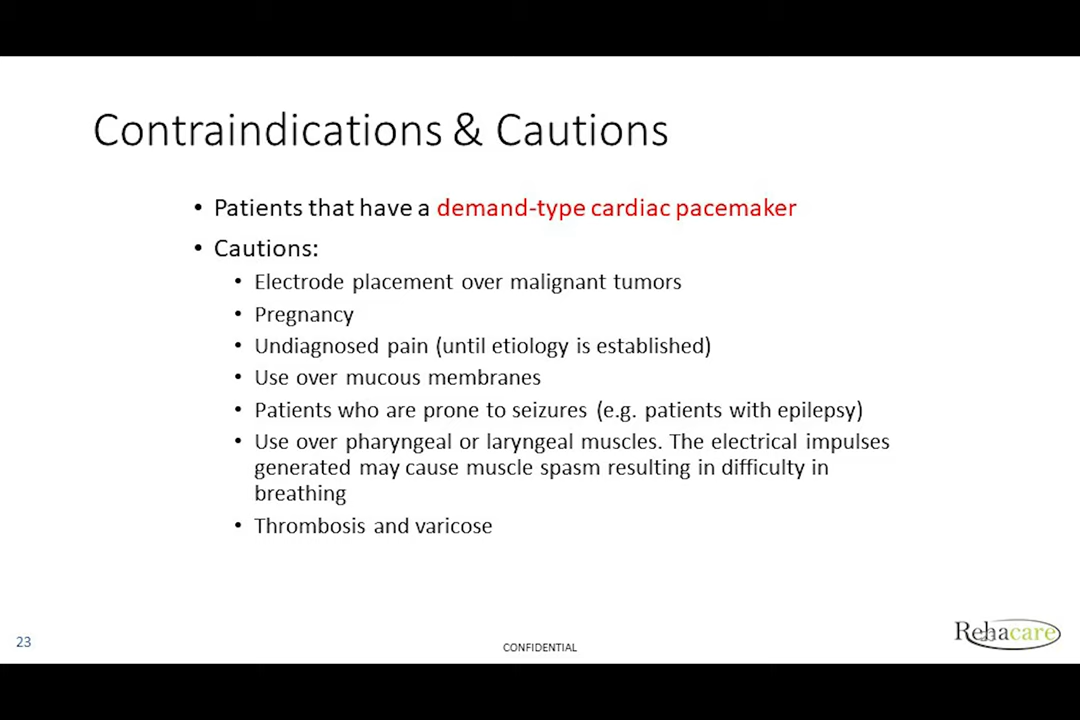 Contraindications & Cautions
• Patients that have a demand-type cardiac pacemaker
• Cautions:
• Electrode placement over malignant tumors
• Pregnancy
• Undiagnosed pain (until etiology is established)
• Use over mucous membranes
• Patients who are prone to seizures (e.g. patients with epilepsy)
• Use over pharyngeal or laryngeal muscles. The electrical impulses
generated may cause muscle spasm resulting in difficulty in
breathing
• Thrombosis and varicose
23
CONFIDENTIAL
Rehacare